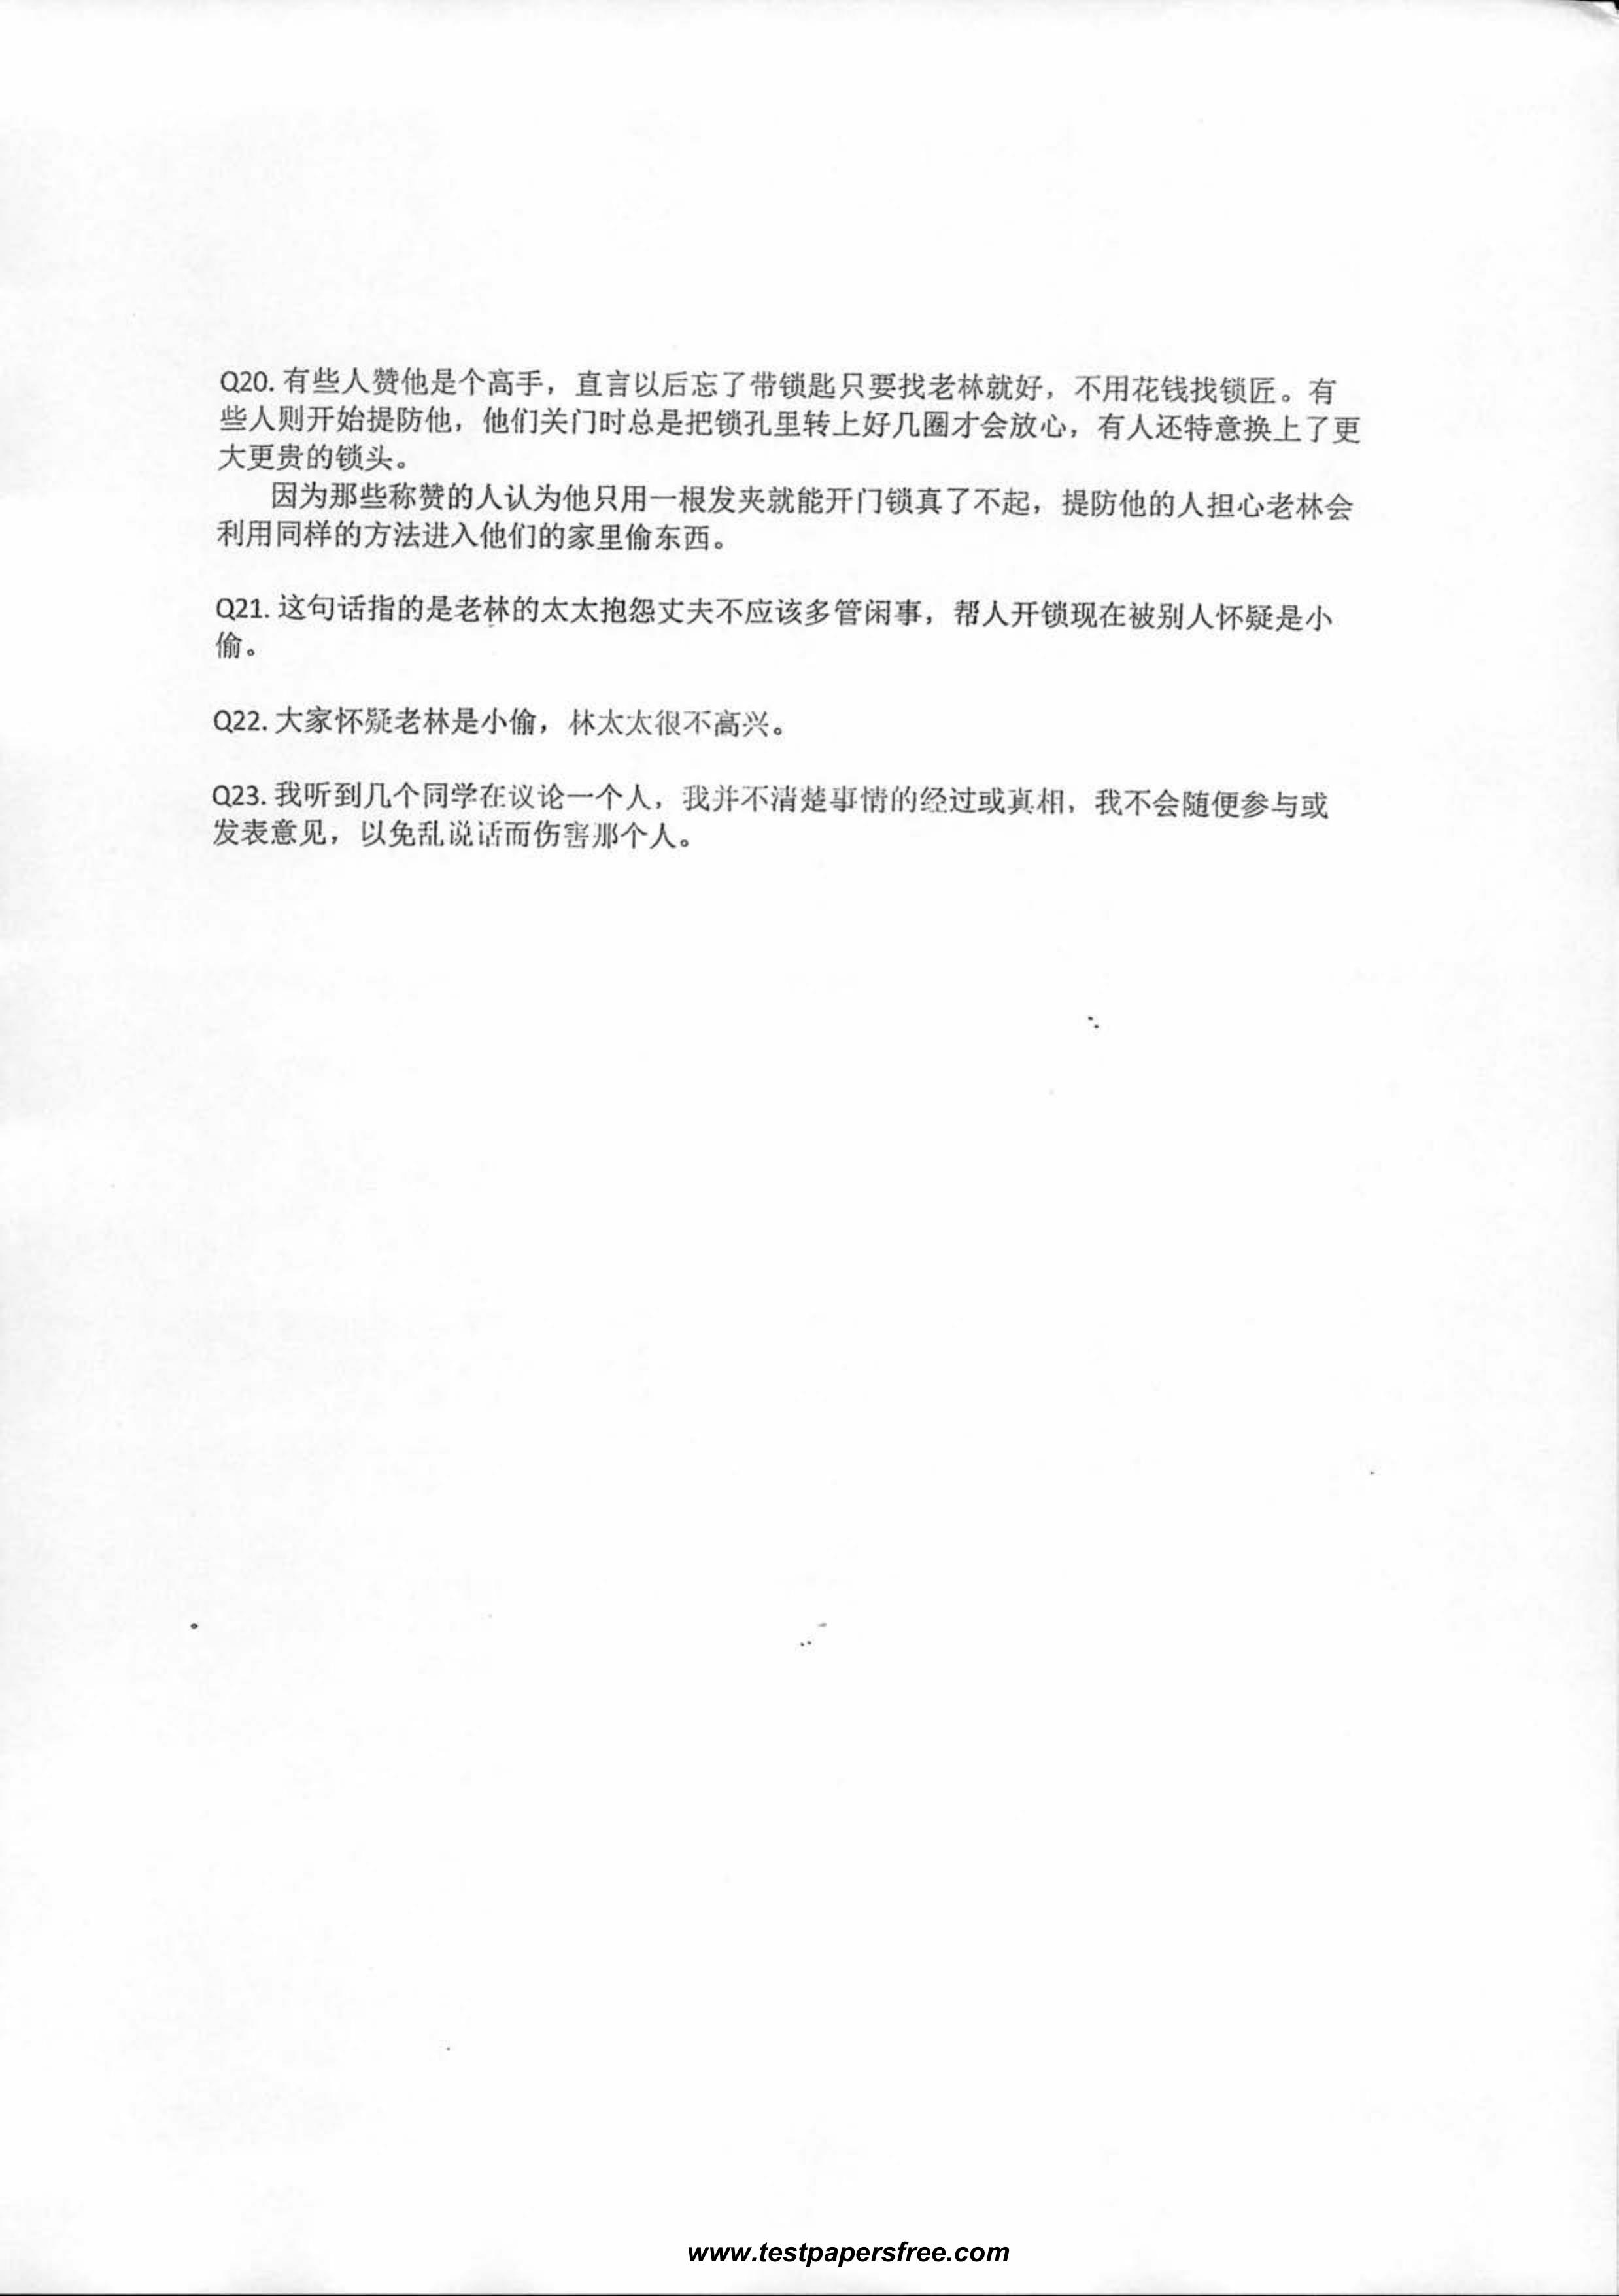 Q20. 有些人赞他是个高手，直言以后忘了带锁匙只要找老林就好，不用花钱找锁匠。有
些人则开始提防他，他们关门时总是把锁孔里转上好几圈才会放心，有人还特意换上了更
大更贵的锁头。
因为那些称赞的人认为他只用一根发夹就能开门锁真了不起，提防他的人担心老林会
利用同样的方法进入他们的家里偷东西。
Q21. 这句话指的是老林的太太抱怨丈夫不应该多管闲事，帮人开锁现在被别人怀疑是小
偷。
Q22. 大家怀疑老林是小偷，林太太很不高兴。
Q23. 我听到几个同学在议论一个人，我并不清楚事情的经过或真相，我不会随便参与或
发表意见，以免乱说话而伤害那个人。
www.testpapersfree.com